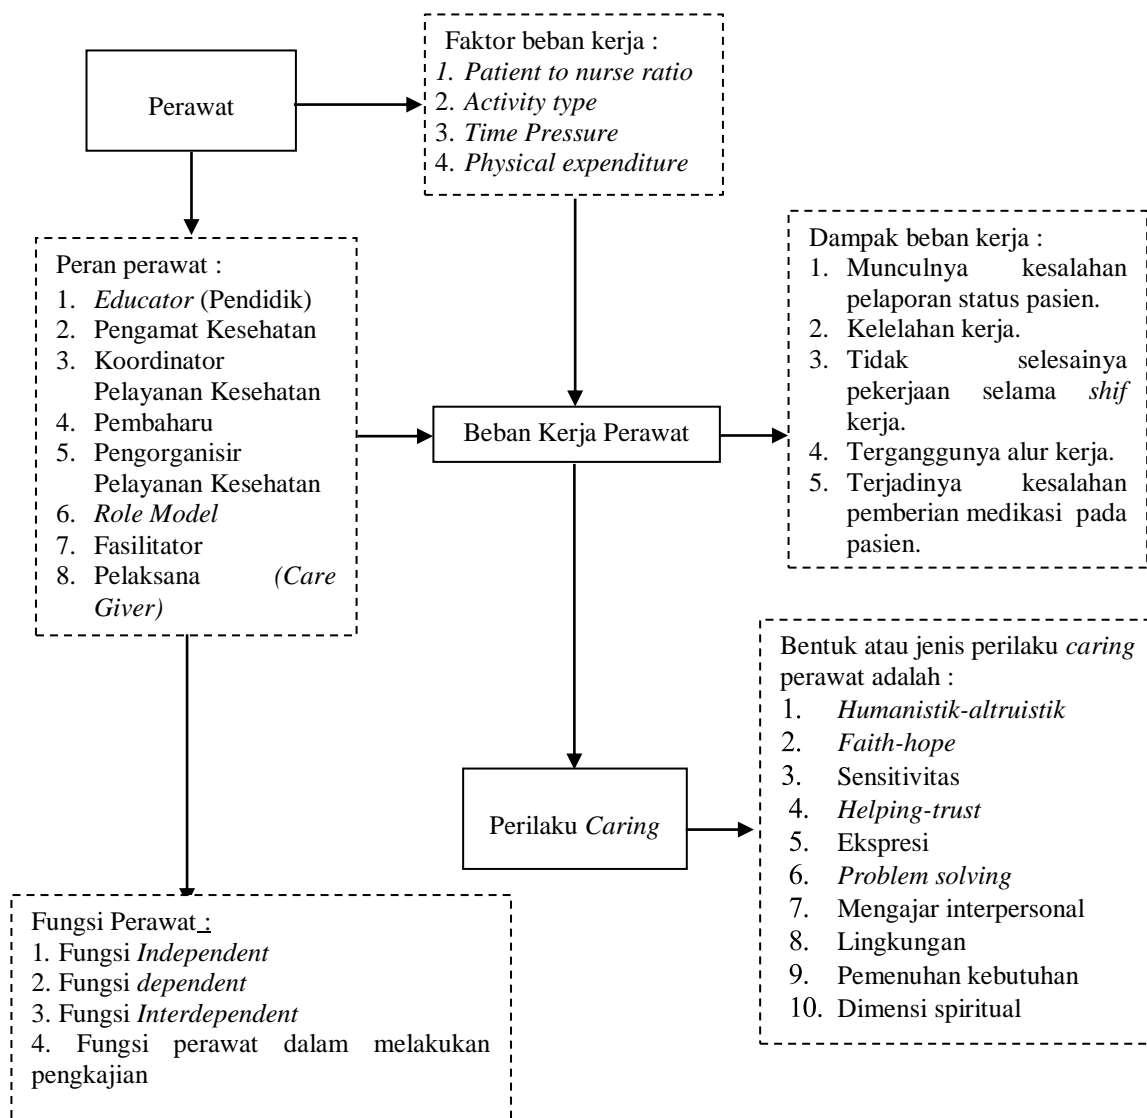 Perawat
Faktor beban kerja :
1. Patient to nurse ratio
2. Activity type
3. Time Pressure
4. Physical expenditure
Peran perawat :
1. Educator (Pendidik)
2. Pengamat Kesehatan
3. Koordinator
Pelayanan Kesehatan
4. Pembaharu
5. Pengorganisir
Pelayanan Kesehatan
6. Role Model
7. Fasilitator
8. Pelaksana (Care
Giver)
Beban Kerja Perawat
Dampak beban kerja :
1. Munculnya kesalahan
pelaporan status pasien.
2. Kelelahan kerja.
3. Tidak selesainya
pekerjaan selama shif
kerja.
4. Terganggunya alur kerja.
5. Terjadinya kesalahan
pemberian medikasi pada
pasien.
Perilaku Caring
Bentuk atau jenis perilaku caring
perawat adalah :
1. Humanistik-altruistik
2. Faith-hope
3. Sensitivitas
4. Helping-trust
5. Ekspresi
6. Problem solving
7. Mengajar interpersonal
8. Lingkungan
9. Pemenuhan kebutuhan
10. Dimensi spiritual
Fungsi Perawat :
1. Fungsi Independent
2. Fungsi dependent
3. Fungsi Interdependent
4. Fungsi perawat dalam melakukan
pengkajian